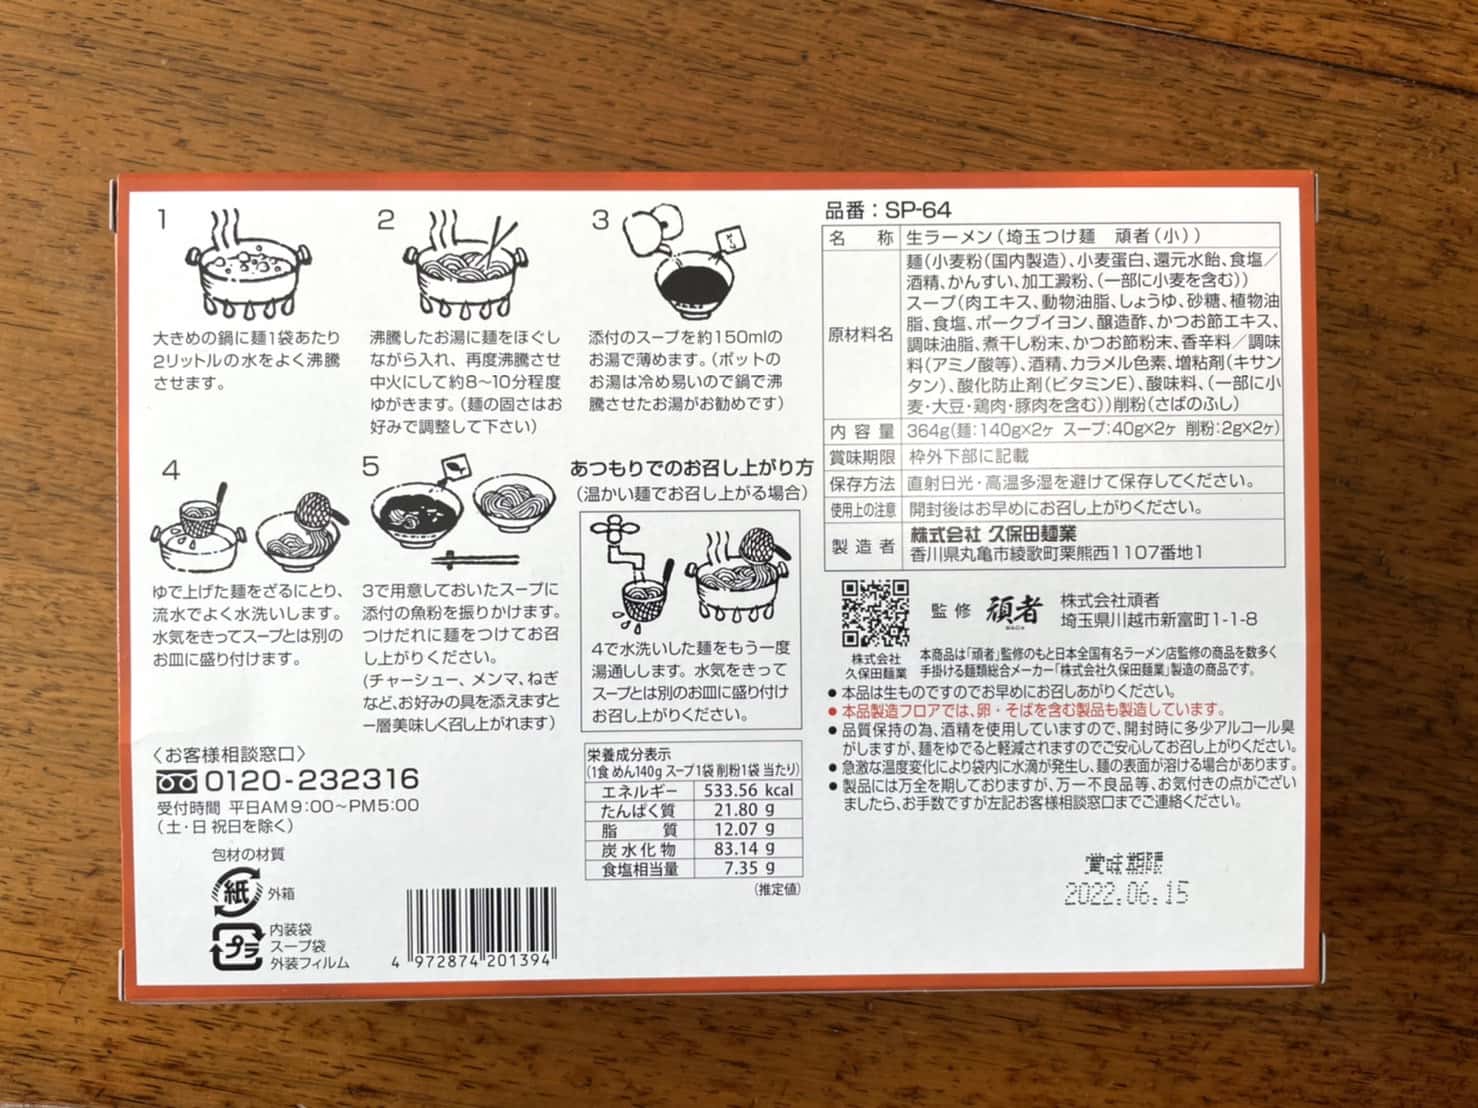 1
大きめの鍋に麺1袋あたり
2リットルの水をよく沸騰
させます。
2
沸騰したお湯に麺をほぐし
ながら入れ、再度沸騰させ
中火にして約8~10分程度
ゆがきます。(麺の固さはお
好みで調整して下さい)
3
添付のスープを約150mlの
お湯で薄めます。(ポットの
お湯は冷め易いので鍋で沸
騰させたお湯がお勧めです)
4
ゆで上げた麺をざるにとり、
流水でよく水洗いします。
水気をきってスープとは別の
お皿に盛り付けます。
5
3で用意しておいたスープに
添付の魚粉を振りかけます。
つけだれに麺をつけてお召
し上がりください。
(チャーシュー、メンマ、ねぎ
など、お好みの具を添えますと
一層美味しく召し上がれます)
あつもりでのお召し上がり方
(温かい麺でお召し上がる場合)
4で水洗いした麺をもう一度
湯通しします。水気をきって
スープとは別のお皿に盛り付け
お召し上がりください。
〈お客様相談窓口〉
0120-232316
受付時間 平日AM9:00~PM5:00
(土・日 祝日を除く)
包材の材質
紙 外箱
プラ 内装袋
スープ袋
外装フィルム
4 972874 201394
栄養成分表示
(1食 めん140g スープ1袋 削粉1袋 当たり)
エネルギー 533.56 kcal
たんぱく質 21.80 g
脂質 12.07 g
炭水化物 83.14 g
食塩相当量 7.35 g
(推定値)
品番:SP-64
名称 生ラーメン(埼玉つけ麺 頑者(小))
原材料名 麺(小麦粉(国内製造)、小麦蛋白、還元水飴、食塩/
酒精、かんすい、加工澱粉、(一部に小麦を含む))
スープ(肉エキス、動物油脂、しょうゆ、砂糖、植物油
脂、食塩、ポークブイヨン、醸造酢、かつお節エキス、
調味油脂、煮干し粉末、かつお節粉末、香辛料/調味
料(アミノ酸等)、酒精、カラメル色素、増粘剤(キサン
タン)、酸化防止剤(ビタミンE)、酸味料、(一部に小
麦・大豆・鶏肉・豚肉を含む))削粉(さばのふし)
内容量 364g(麺:140g×2ケ スープ:40g×2ケ 削粉:2g×2ケ)
賞味期限 枠外下部に記載
保存方法 直射日光・高温多湿を避けて保存してください。
使用上の注意 開封後はお早めにお召し上がりください。
製造者 株式会社 久保田麺業
香川県丸亀市綾歌町栗熊西1107番地1
株式会社
久保田麺業
監修 頑者
株式会社頑者
埼玉県川越市新富町1-1-8
本商品は「頑者」監修のもと日本全国有名ラーメン店監修の商品を数多く
手掛ける麺類総合メーカー「株式会社久保田麺業」製造の商品です。
●本品は生ものですのでお早めにお召しあがりください。
●本品製造フロアでは、卵・そばを含む製品も製造しています。
●品質保持の為、酒精を使用していますので、開封時に多少アルコール臭
がしますが、麺をゆでると軽減されますのでご安心してお召し上がりください。
●急激な温度変化により袋内に水滴が発生し、麺の表面が溶ける場合があります。
●製品には万全を期しておりますが、万一不良品等、お気付きの点がござい
ましたら、お手数ですが左記お客様相談窓口までご連絡ください。
賞味期限
2022.06.15